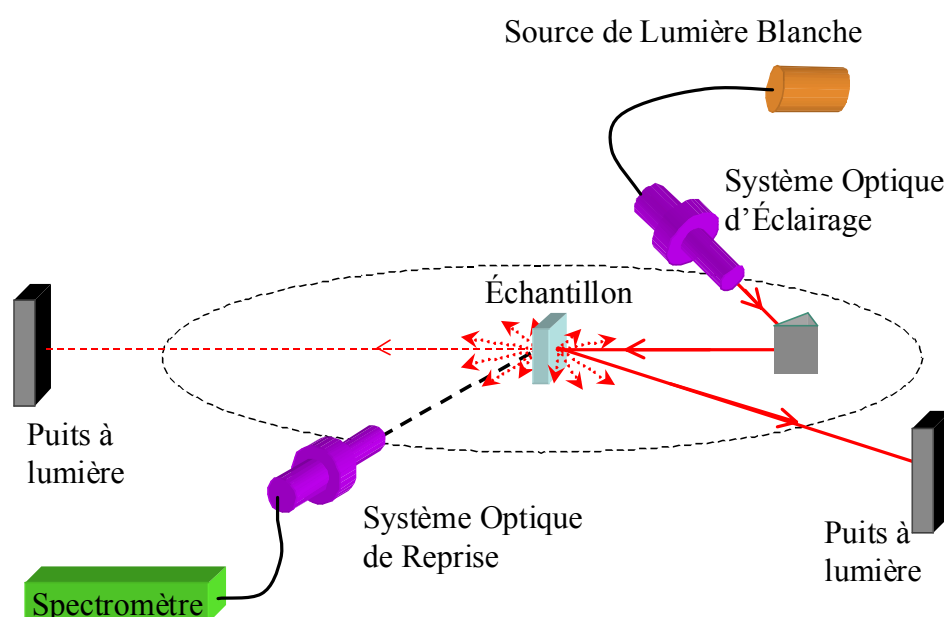 Source de Lumière Blanche
Système Optique
d’Éclairage
Échantillon
Puits à
lumière
Système Optique
de Reprise
Puits à
lumière
Spectromètre